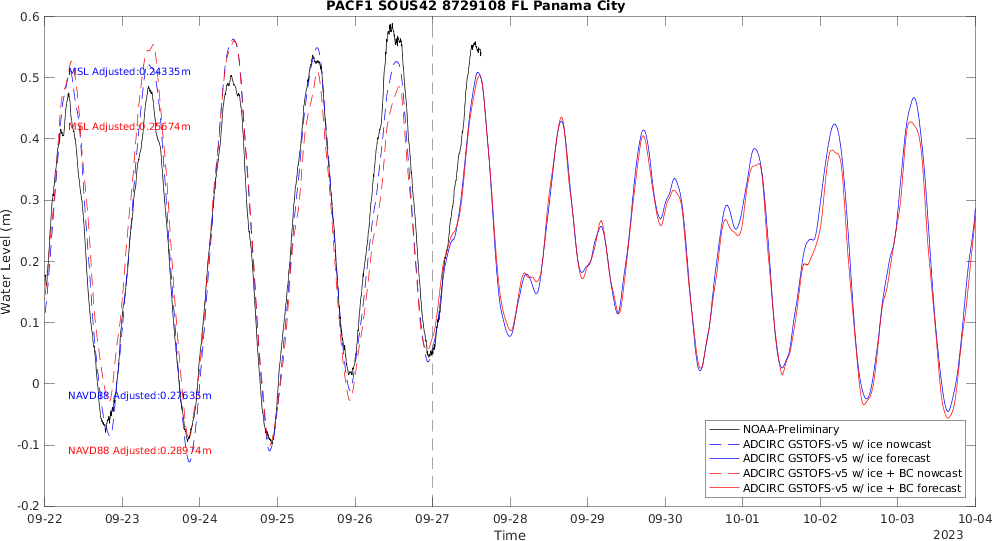 PACF1 SOUS42 8729108 FL Panama City
0.6
0.5
0.4
0.3
0.2
0.1
0
-0.1
-0.2
Water Level (m)
MSL Adjusted:0.24335m
MSL Adjusted:0.25674m
NAVD88 Adjusted:0.27635m
NAVD88 Adjusted:0.28974m
NOAA-Preliminary
ADCIRC GSTOFS-v5 w/ ice nowcast
ADCIRC GSTOFS-v5 w/ ice forecast
ADCIRC GSTOFS-v5 w/ ice + BC nowcast
ADCIRC GSTOFS-v5 w/ ice + BC forecast
09-22 09-23 09-24 09-25 09-26 09-27 09-28 09-29 09-30 10-01 10-02 10-03 10-04
Time
2023